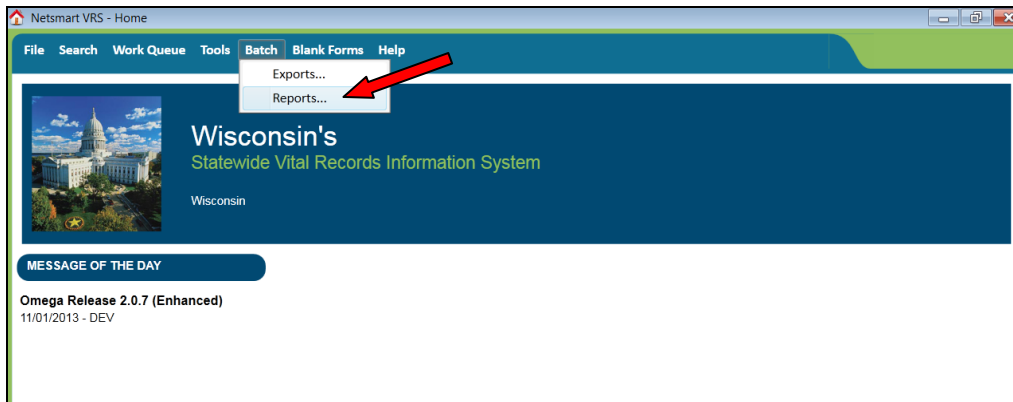 Netsmart VRS - Home
File Search Work Queue Tools Batch Blank Forms Help
Exports...
Reports...
Wisconsin's
Statewide Vital Records Information System
Wisconsin
MESSAGE OF THE DAY
Omega Release 2.0.7 (Enhanced)
11/01/2013 - DEV